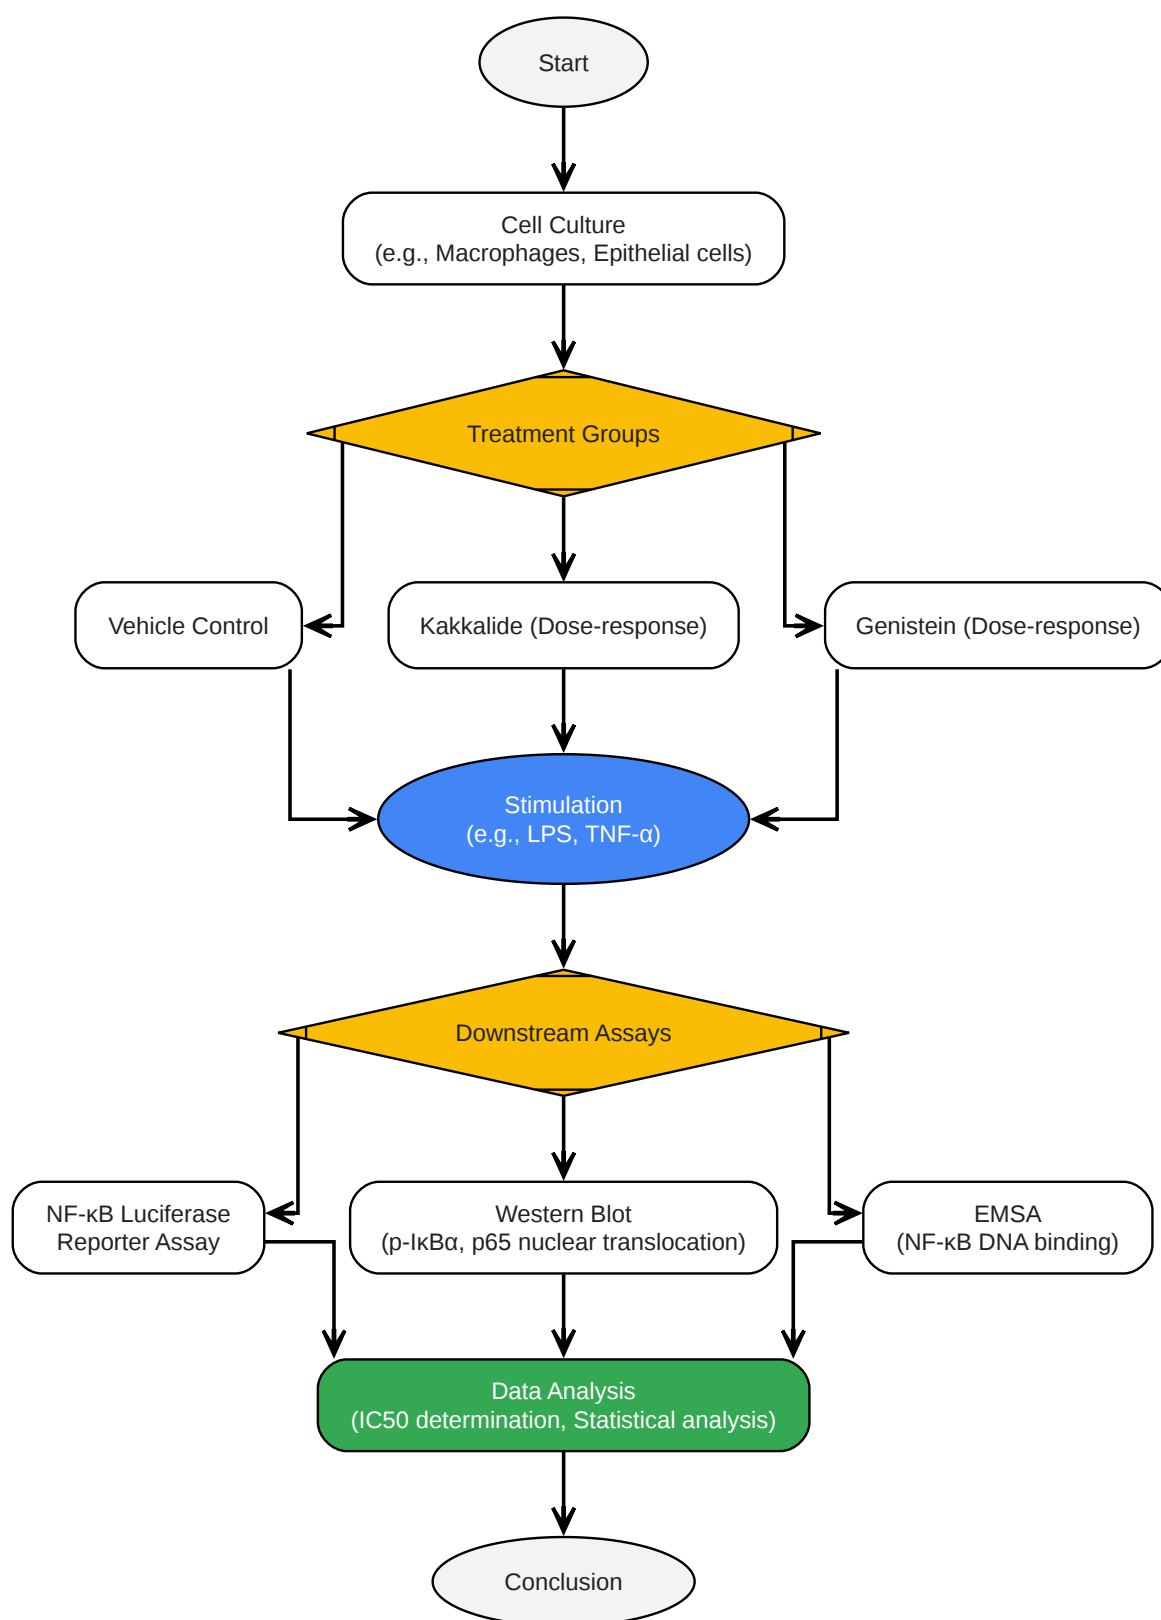 Start
Cell Culture
(e.g., Macrophages, Epithelial cells)
Treatment Groups
Vehicle Control
Kakkalide (Dose-response)
Genistein (Dose-response)
Stimulation
(e.g., LPS, TNF-α)
Downstream Assays
NF-κB Luciferase
Reporter Assay
Western Blot
(p-IκBα, p65 nuclear translocation)
EMSA
(NF-κB DNA binding)
Data Analysis
(IC50 determination, Statistical analysis)
Conclusion